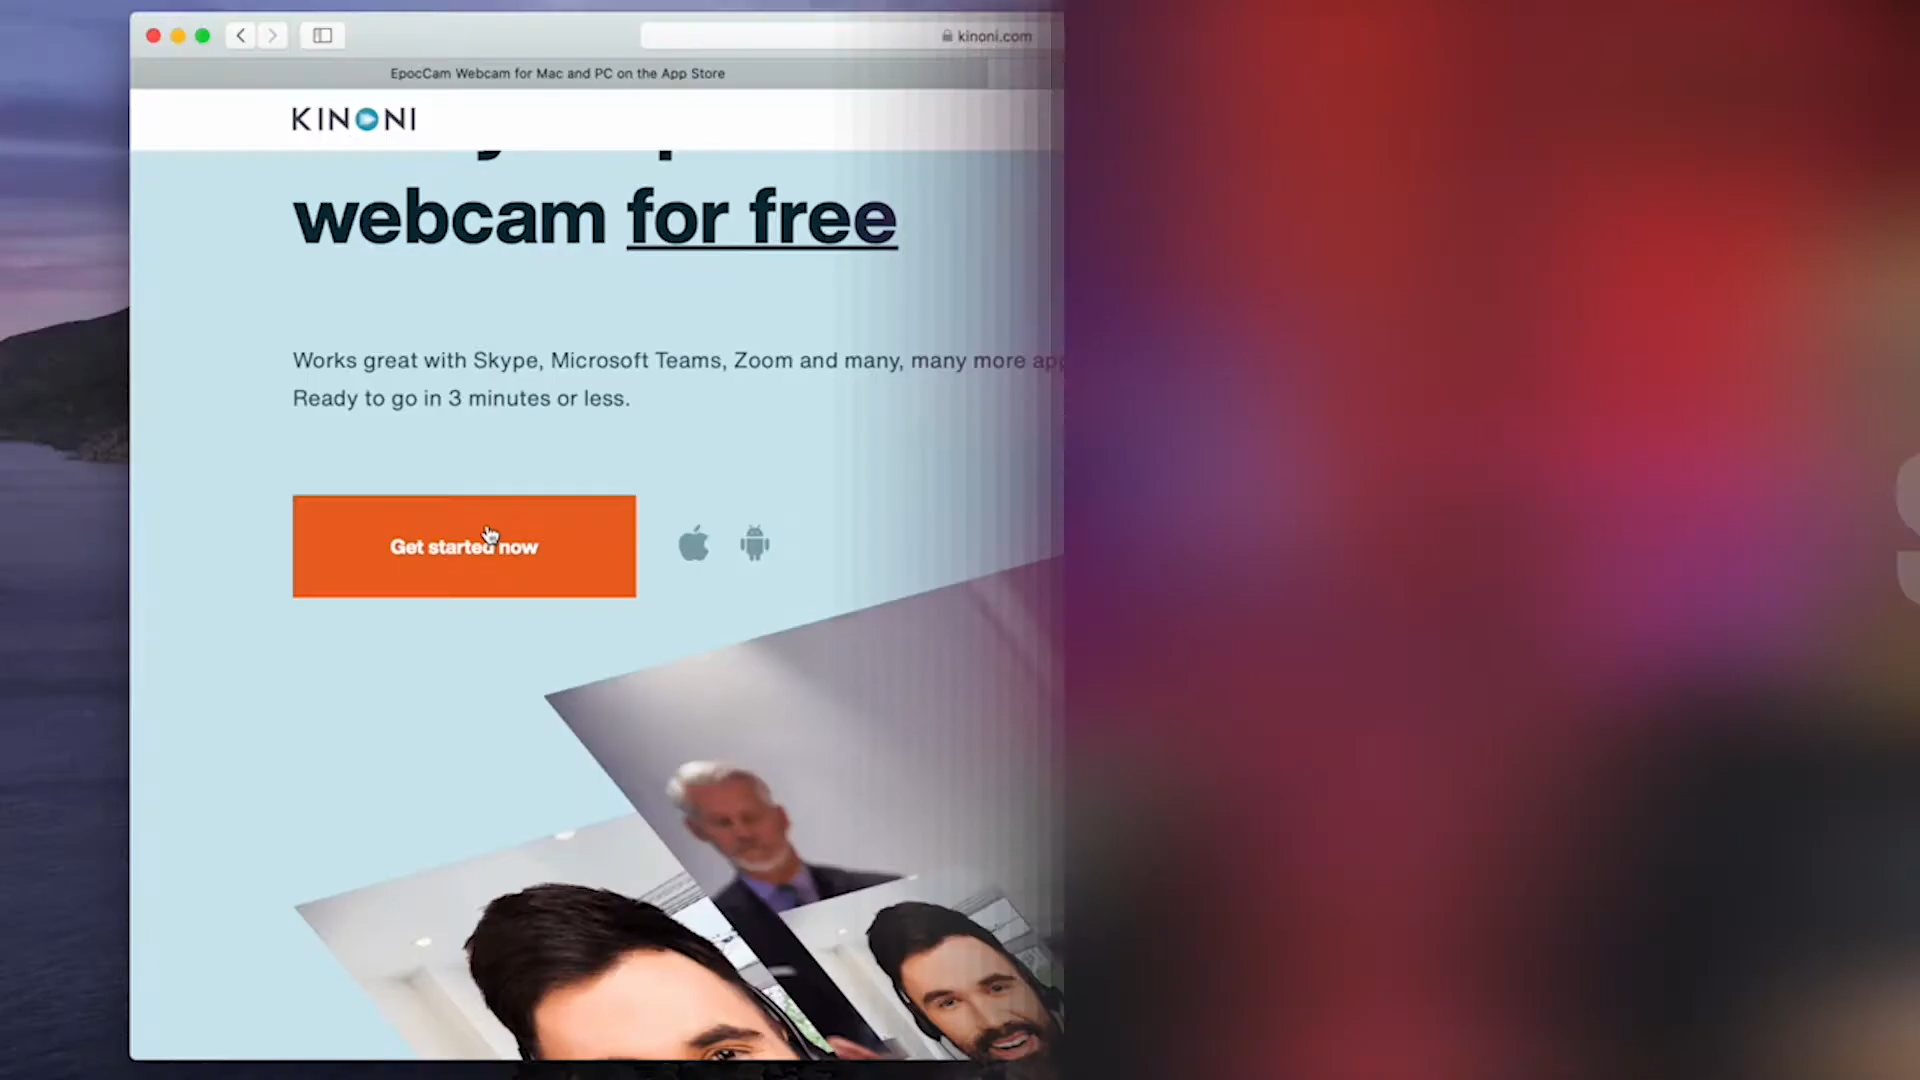 kinoni.com
EpocCam Webcam for Mac and PC on the App Store
KINONI
webcam for free
Works great with Skype, Microsoft Teams, Zoom and many, many more
Ready to go in 3 minutes or less.
Get started now